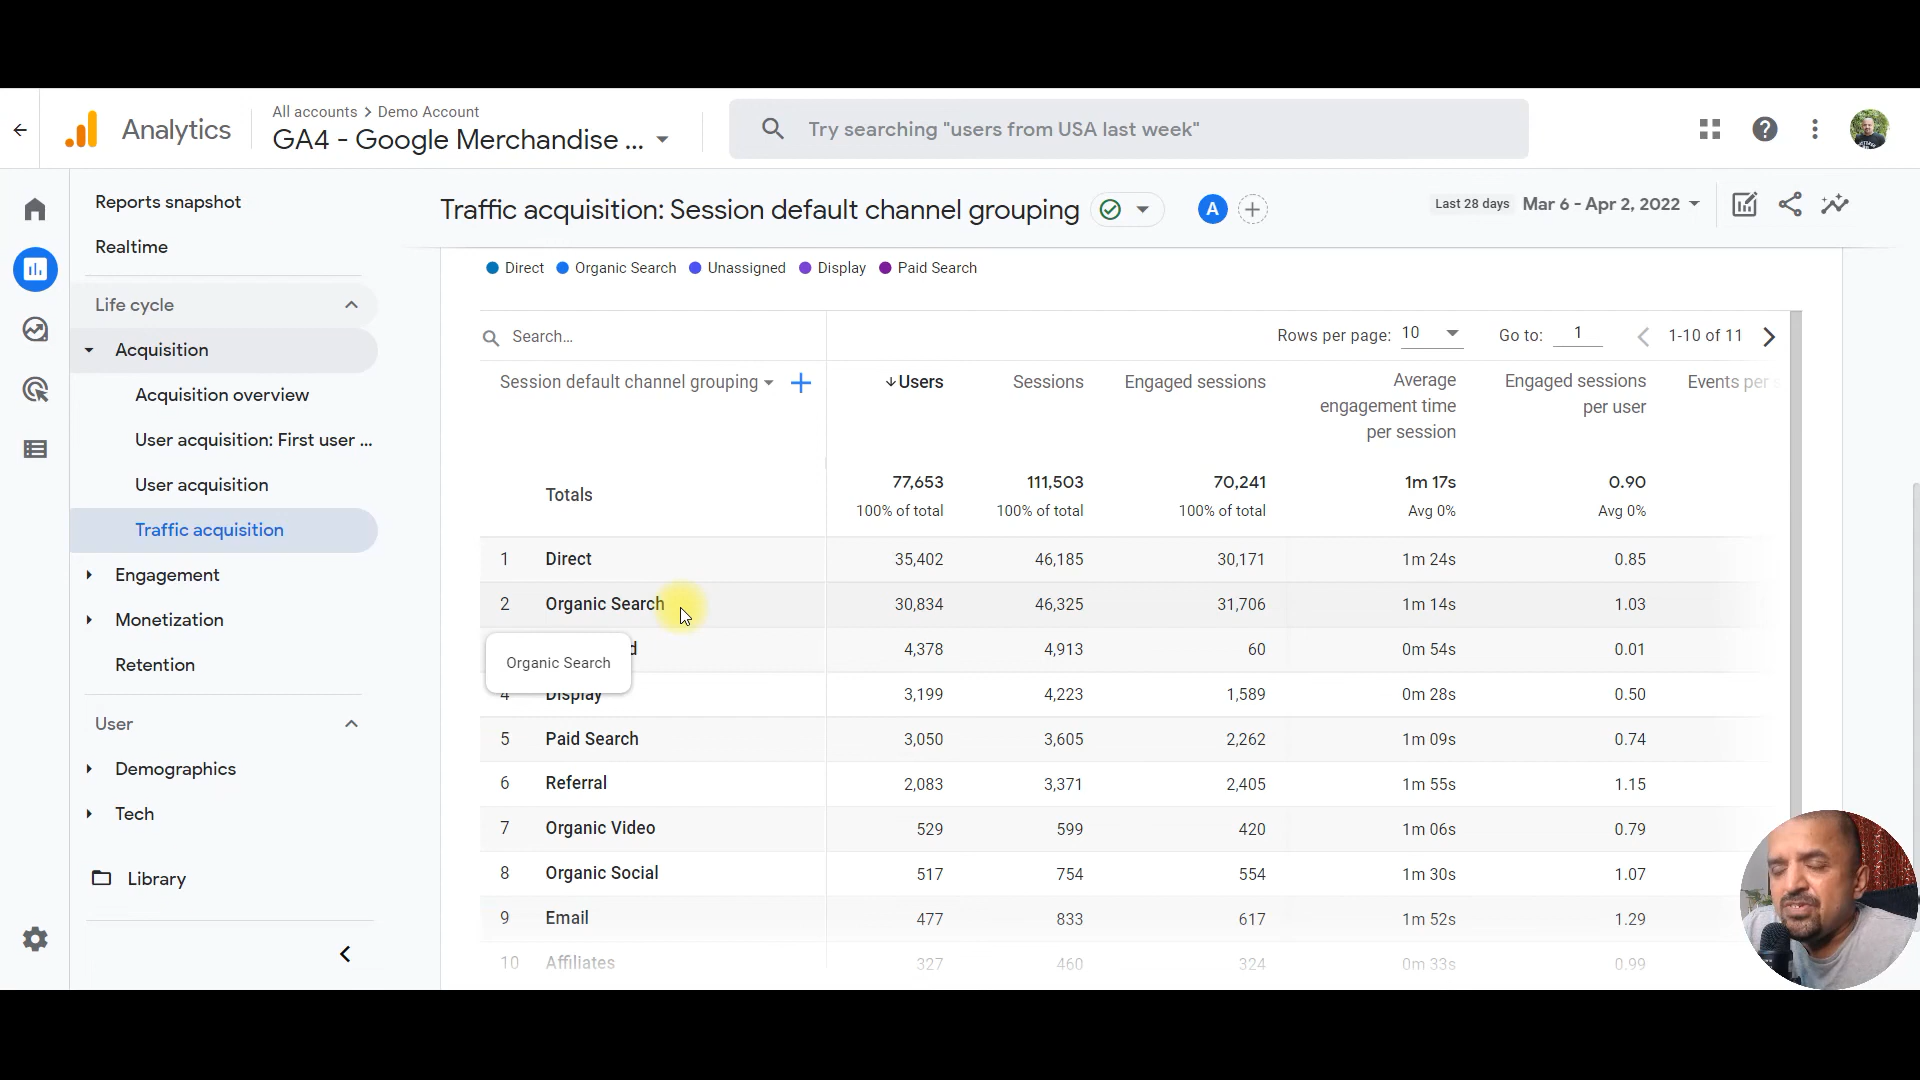 All accounts > Demo Account
Analytics
GA4 - Google Merchandise ...
Try searching "users from USA last week"
Reports snapshot
Realtime
Life cycle
Acquisition
Acquisition overview
User acquisition: First user ...
User acquisition
Traffic acquisition
Engagement
Monetization
Retention
User
Demographics
Tech
Library
Traffic acquisition: Session default channel grouping
A
Last 28 days Mar 6 - Apr 2, 2022
Direct Organic Search Unassigned Display Paid Search
Search...
Rows per page: 10 Go to: 1 1-10 of 11
Session default channel grouping Users Sessions Engaged sessions Average engagement time per session Engaged sessions per user Events per
Totals 77,653 111,503 70,241 1m 17s 0.90
100% of total 100% of total 100% of total Avg 0% Avg 0%
1 Direct 35,402 46,185 30,171 1m 24s 0.85
2 Organic Search 30,834 46,325 31,706 1m 14s 1.03
d 4,378 4,913 60 0m 54s 0.01
Organic Search
4 Display 3,199 4,223 1,589 0m 28s 0.50
5 Paid Search 3,050 3,605 2,262 1m 09s 0.74
6 Referral 2,083 3,371 2,405 1m 55s 1.15
7 Organic Video 529 599 420 1m 06s 0.79
8 Organic Social 517 754 554 1m 30s 1.07
9 Email 477 833 617 1m 52s 1.29
10 Affiliates 327 460 324 0m 33s 0.99